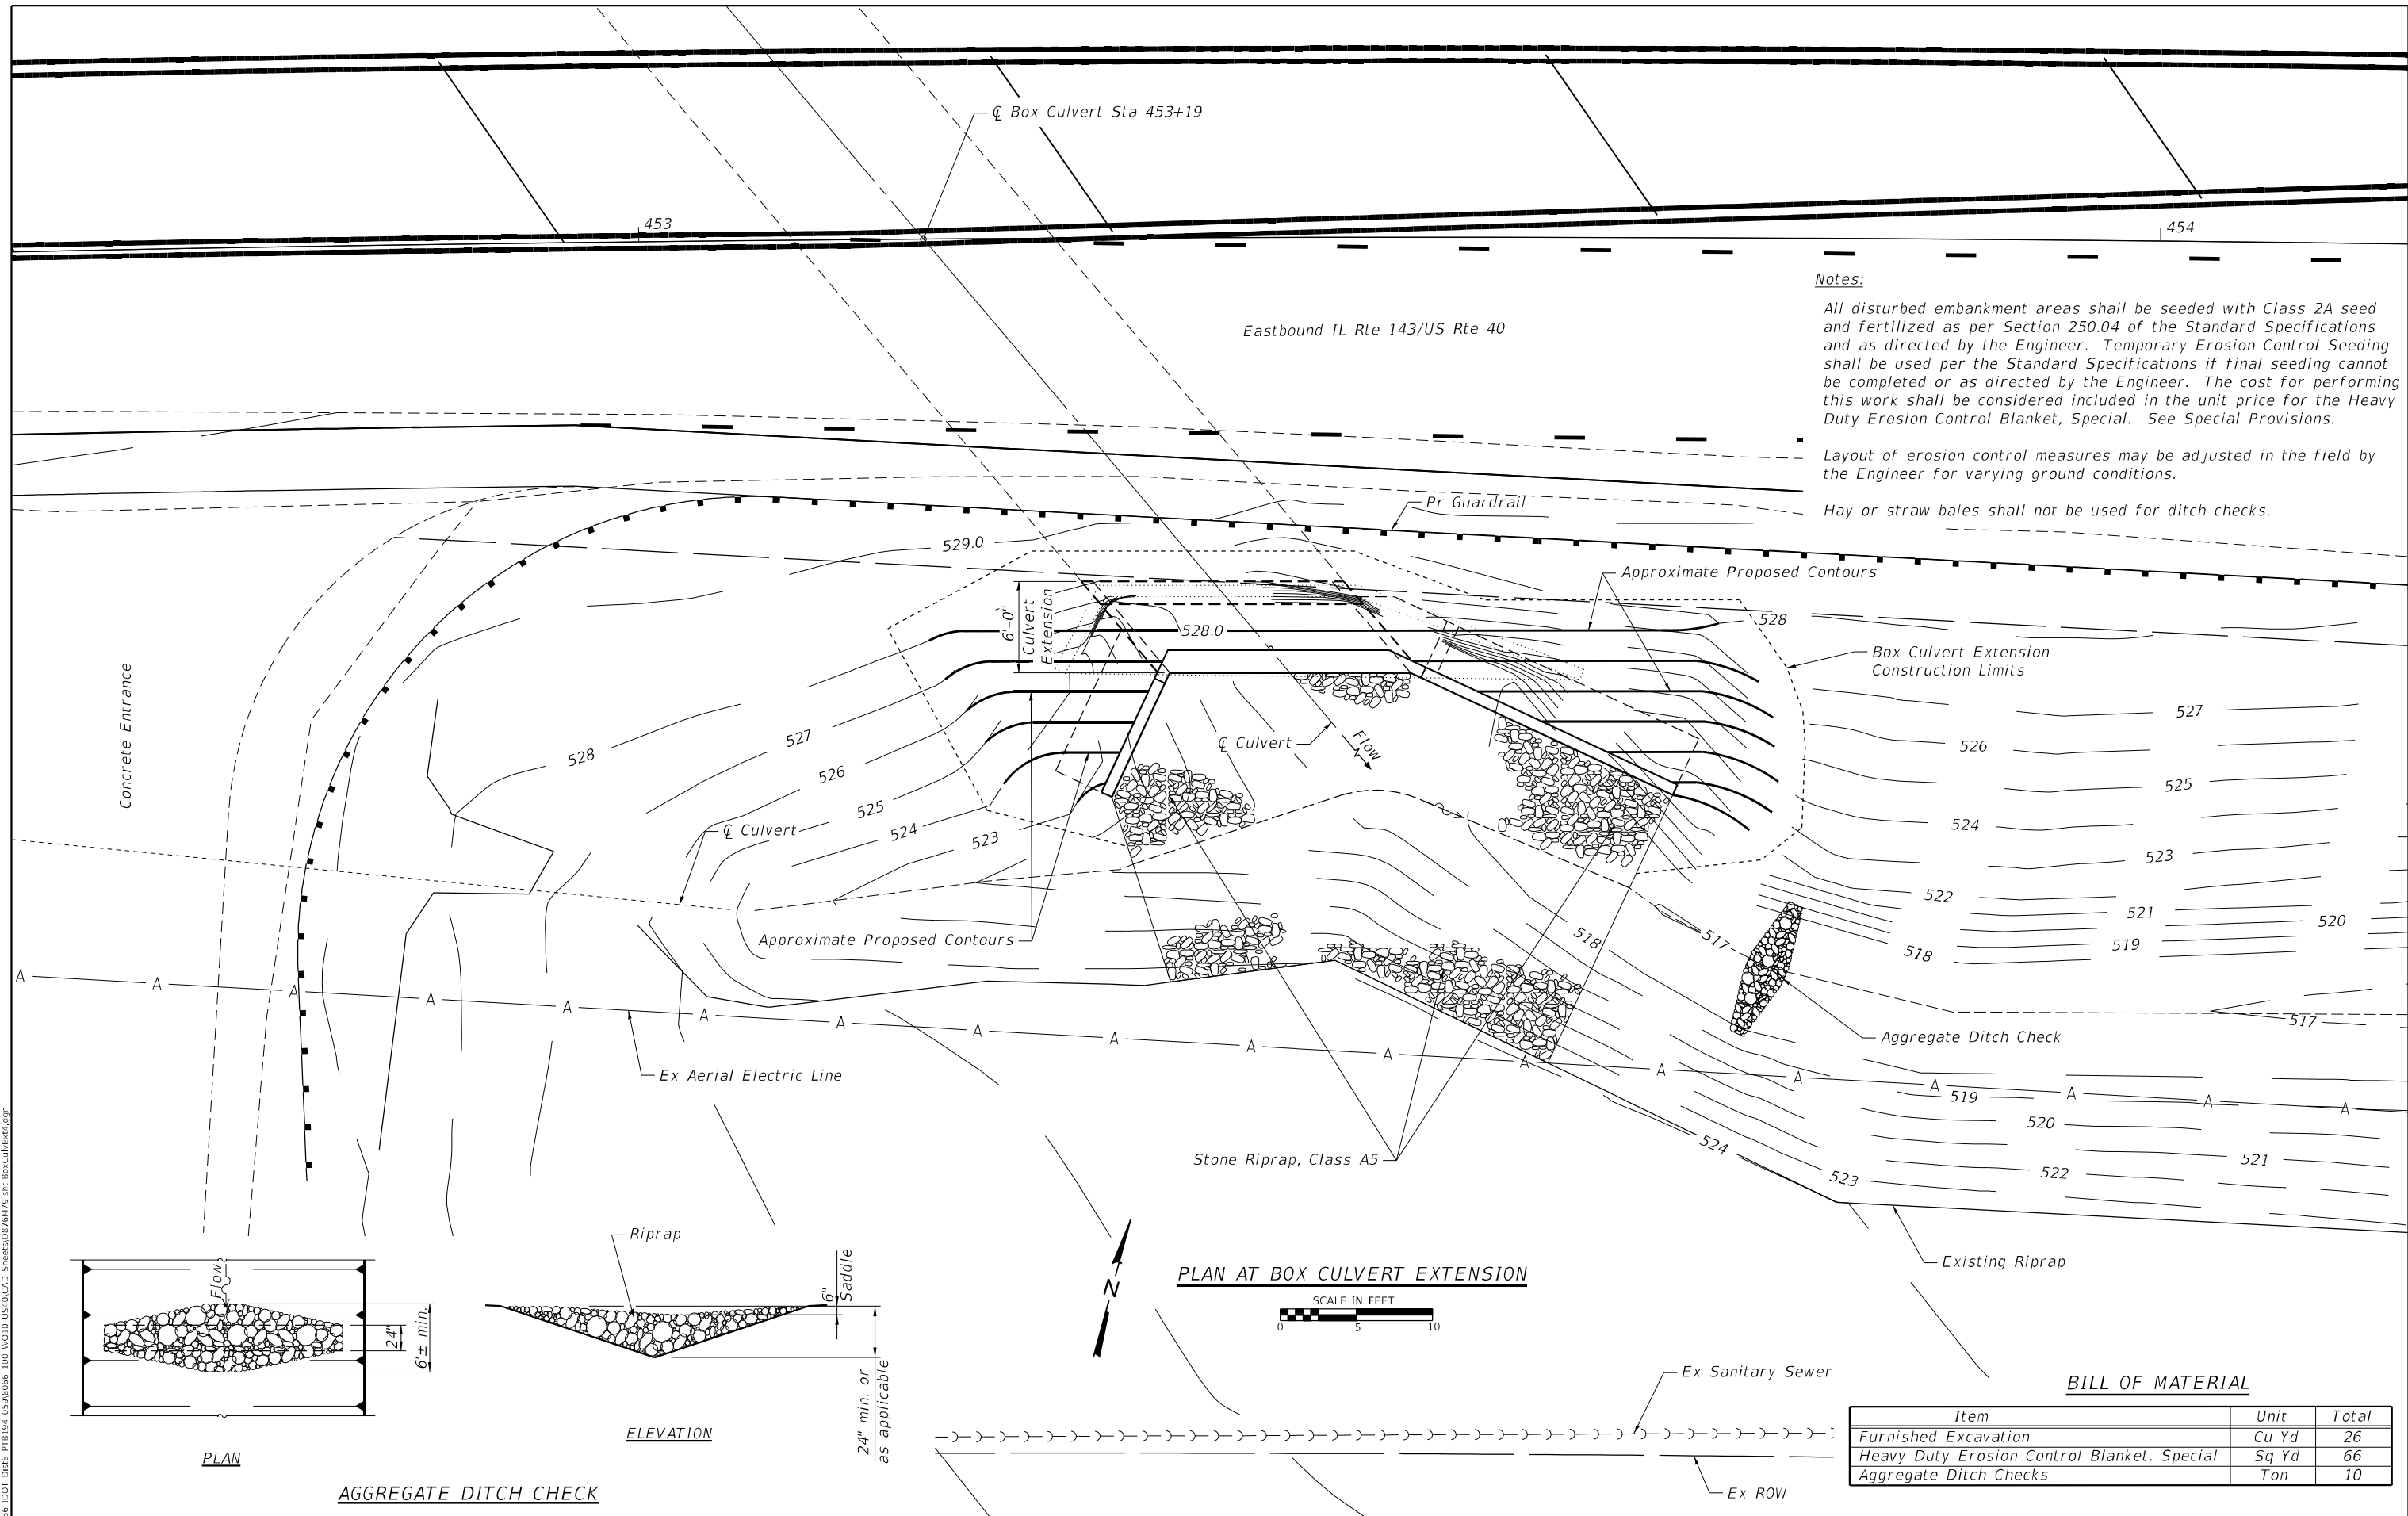 ℄ Box Culvert Sta 453+19
453
454
Eastbound IL Rte 143/US Rte 40
Notes:
All disturbed embankment areas shall be seeded with Class 2A seed
and fertilized as per Section 250.04 of the Standard Specifications
and as directed by the Engineer. Temporary Erosion Control Seeding
shall be used per the Standard Specifications if final seeding cannot
be completed or as directed by the Engineer. The cost for performing
this work shall be considered included in the unit price for the Heavy
Duty Erosion Control Blanket, Special. See Special Provisions.
Layout of erosion control measures may be adjusted in the field by
the Engineer for varying ground conditions.
Hay or straw bales shall not be used for ditch checks.
Pr Guardrail
529.0
Approximate Proposed Contours
6'-0"
Culvert
Extension
528.0
528
Box Culvert Extension
Construction Limits
Concrete Entrance
528
527
526
525
524
523
℄ Culvert
Flow
℄ Culvert
527
526
525
524
523
522
521
520
519
518
518
517
517
Approximate Proposed Contours
A A A A A A A A A A A A A A A A A A
Ex Aerial Electric Line
Aggregate Ditch Check
519
520
521
522
523
524
Stone Riprap, Class A5
Existing Riprap
N
PLAN AT BOX CULVERT EXTENSION
SCALE IN FEET
0 5 10
Flow
24"
6'± min.
PLAN
Riprap
6"
Saddle
24" min. or
as applicable
ELEVATION
AGGREGATE DITCH CHECK
Ex Sanitary Sewer
Ex ROW
BILL OF MATERIAL
Item Unit Total
Furnished Excavation Cu Yd 26
Heavy Duty Erosion Control Blanket, Special Sq Yd 66
Aggregate Ditch Checks Ton 10